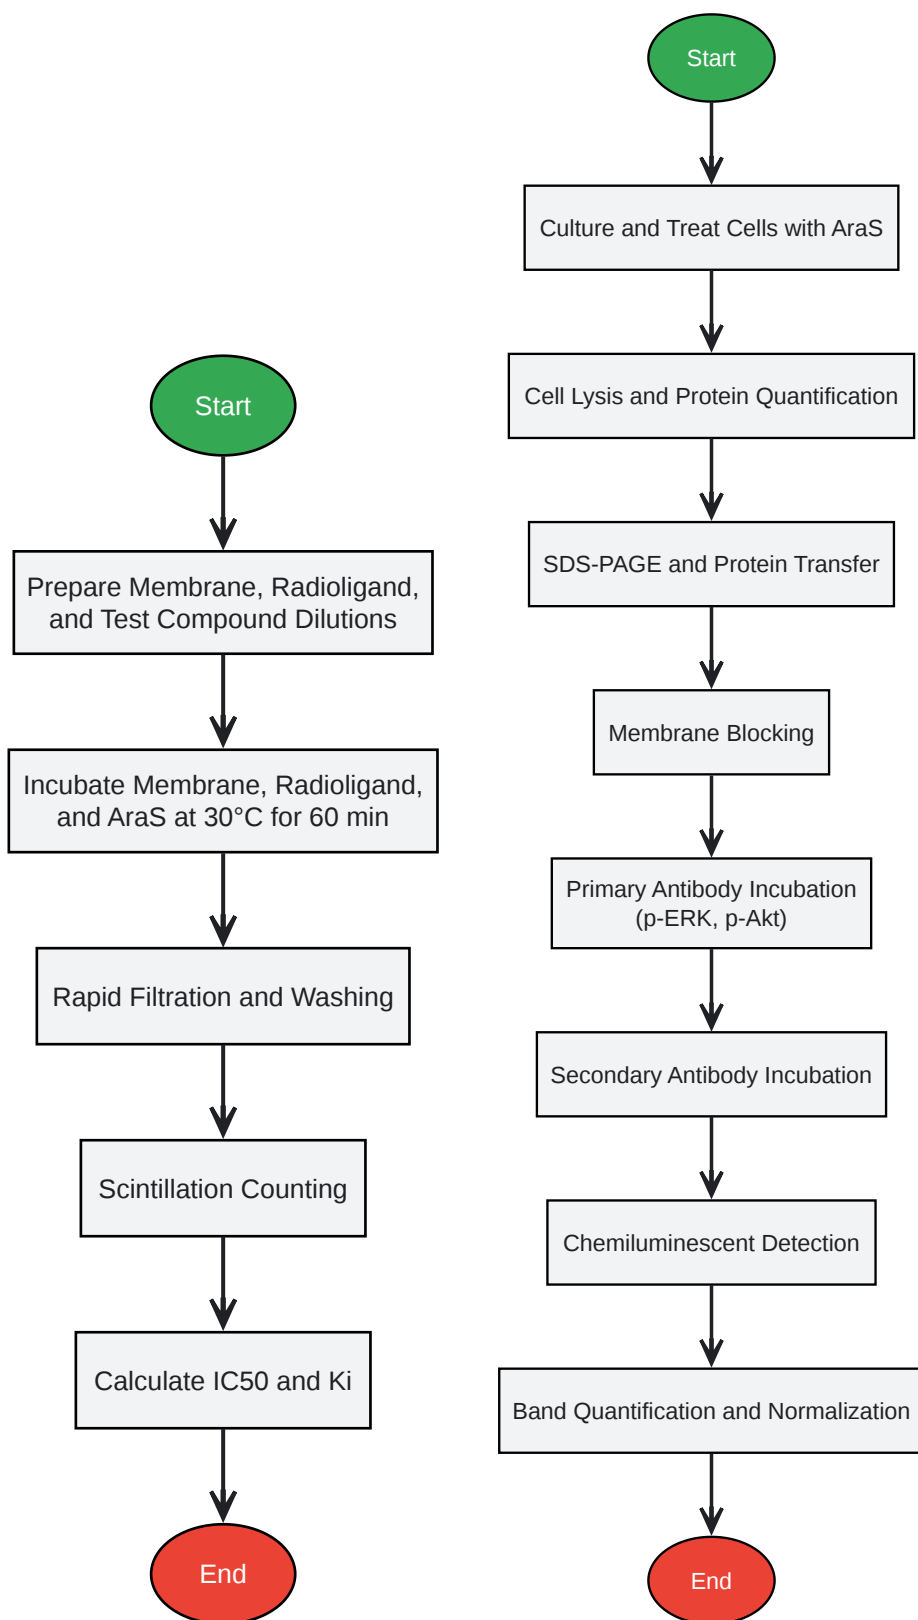 Start
Prepare Membrane, Radioligand,
and Test Compound Dilutions
Incubate Membrane, Radioligand,
and AraS at 30°C for 60 min
Rapid Filtration and Washing
Scintillation Counting
Calculate IC50 and Ki
End
Start
Culture and Treat Cells with AraS
Cell Lysis and Protein Quantification
SDS-PAGE and Protein Transfer
Membrane Blocking
Primary Antibody Incubation
(p-ERK, p-Akt)
Secondary Antibody Incubation
Chemiluminescent Detection
Band Quantification and Normalization
End